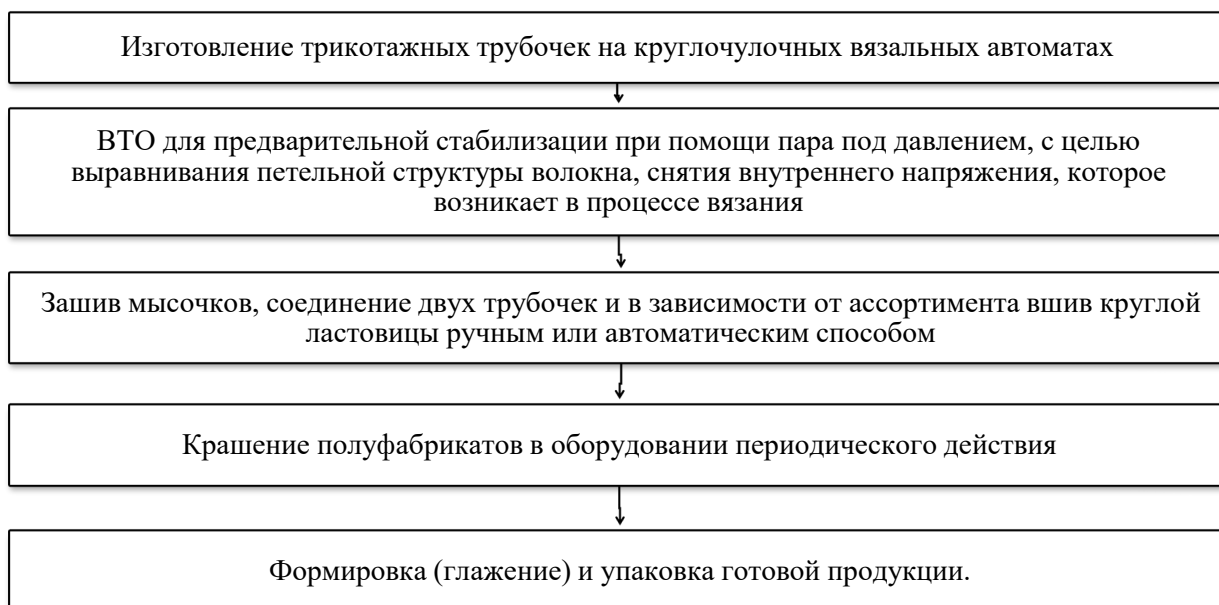 Изготовление трикотажных трубочек на круглочулочных вязальных автоматах
ВТО для предварительной стабилизации при помощи пара под давлением, с целью
выравнивания петельной структуры волокна, снятия внутреннего напряжения, которое
возникает в процессе вязания
Зашив мысочков, соединение двух трубочек и в зависимости от ассортимента вшив круглой
ластовицы ручным или автоматическим способом
Крашение полуфабрикатов в оборудовании периодического действия
Формировка (глажение) и упаковка готовой продукции.